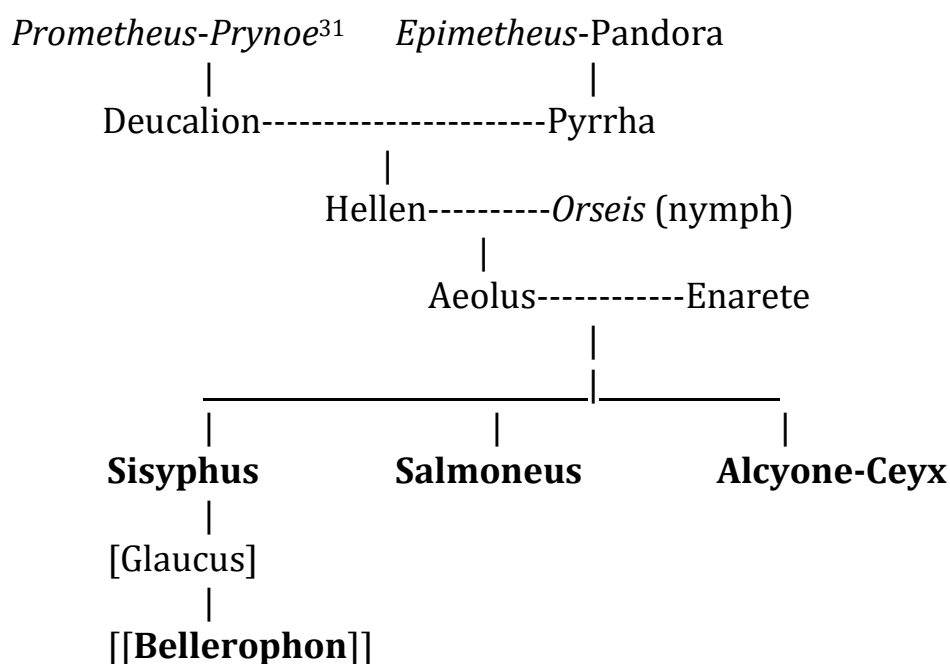 Prometheus-Prynoe³¹ Epimetheus-Pandora
| |
Deucalion-----------------------Pyrrha
|
Hellen----------Orseis (nymph)
|
Aeolus------------Enarete
|
|
| | |
Sisyphus Salmoneus Alcyone-Ceyx
|
[Glaucus]
|
[[Bellerophon]]